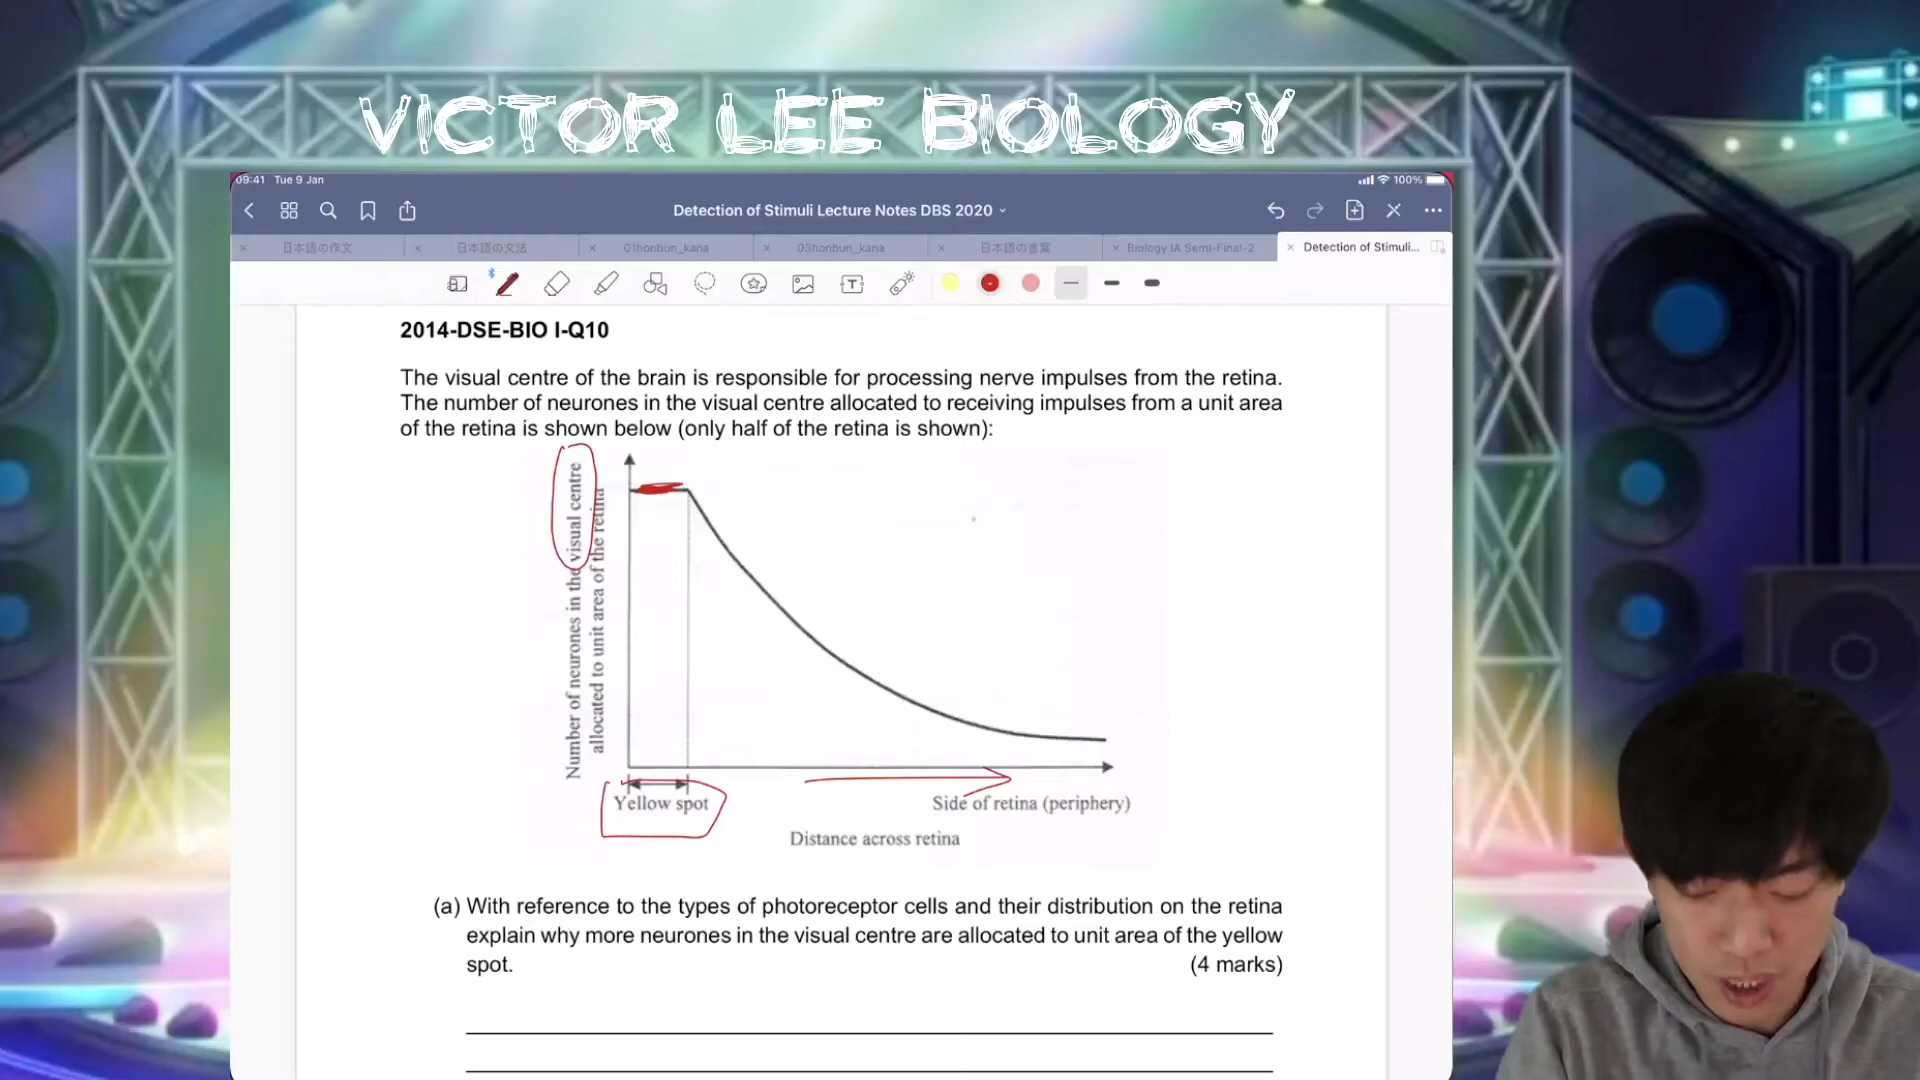 VICTOR LEE BIOLOGY
09:41 Tue 9 Jan
100%
Detection of Stimuli Lecture Notes DBS 2020
日本語の作文
日本語の文法
01honbun_kana
03honbun_kana
日本語の言葉
Biology IA Semi-Final-2
Detection of Stimuli...
2014-DSE-BIO I-Q10
The visual centre of the brain is responsible for processing nerve impulses from the retina.
The number of neurones in the visual centre allocated to receiving impulses from a unit area
of the retina is shown below (only half of the retina is shown):
Number of neurones in the visual centre
allocated to unit area of the retina
Yellow spot
Side of retina (periphery)
Distance across retina
(a) With reference to the types of photoreceptor cells and their distribution on the retina
explain why more neurones in the visual centre are allocated to unit area of the yellow
spot. (4 marks)